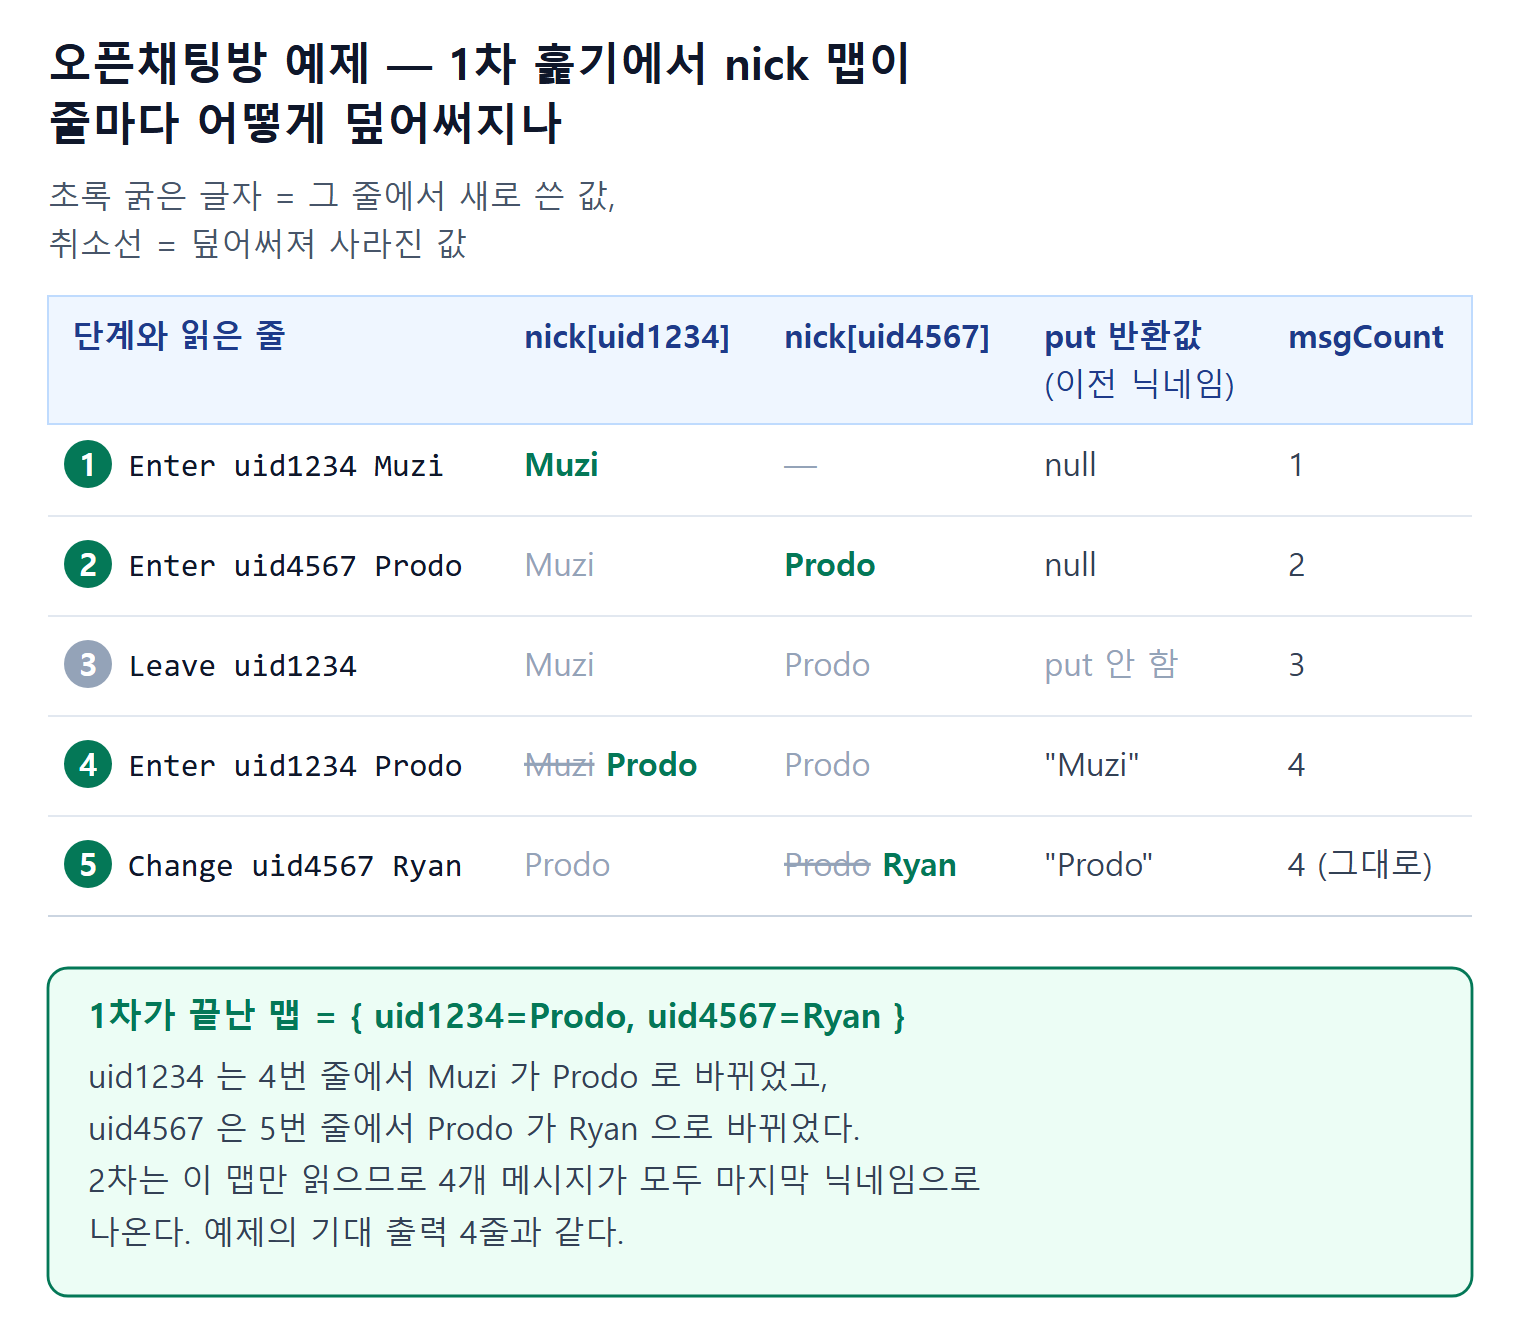 오픈채팅방 예제 — 1차 훑기에서 nick 맵이
줄마다 어떻게 덮어써지나
초록 굵은 글자 = 그 줄에서 새로 쓴 값,
취소선 = 덮어써져 사라진 값
단계와 읽은 줄 nick[uid1234] nick[uid4567] put 반환값 msgCount
(이전 닉네임)
1 Enter uid1234 Muzi Muzi — null 1
2 Enter uid4567 Prodo Muzi Prodo null 2
3 Leave uid1234 Muzi Prodo put 안 함 3
4 Enter uid1234 Prodo Muzi Prodo Prodo "Muzi" 4
5 Change uid4567 Ryan Prodo Prodo Ryan "Prodo" 4 (그대로)
1차가 끝난 맵 = { uid1234=Prodo, uid4567=Ryan }
uid1234 는 4번 줄에서 Muzi 가 Prodo 로 바뀌었고,
uid4567 은 5번 줄에서 Prodo 가 Ryan 으로 바뀌었다.
2차는 이 맵만 읽으므로 4개 메시지가 모두 마지막 닉네임으로
나온다. 예제의 기대 출력 4줄과 같다.